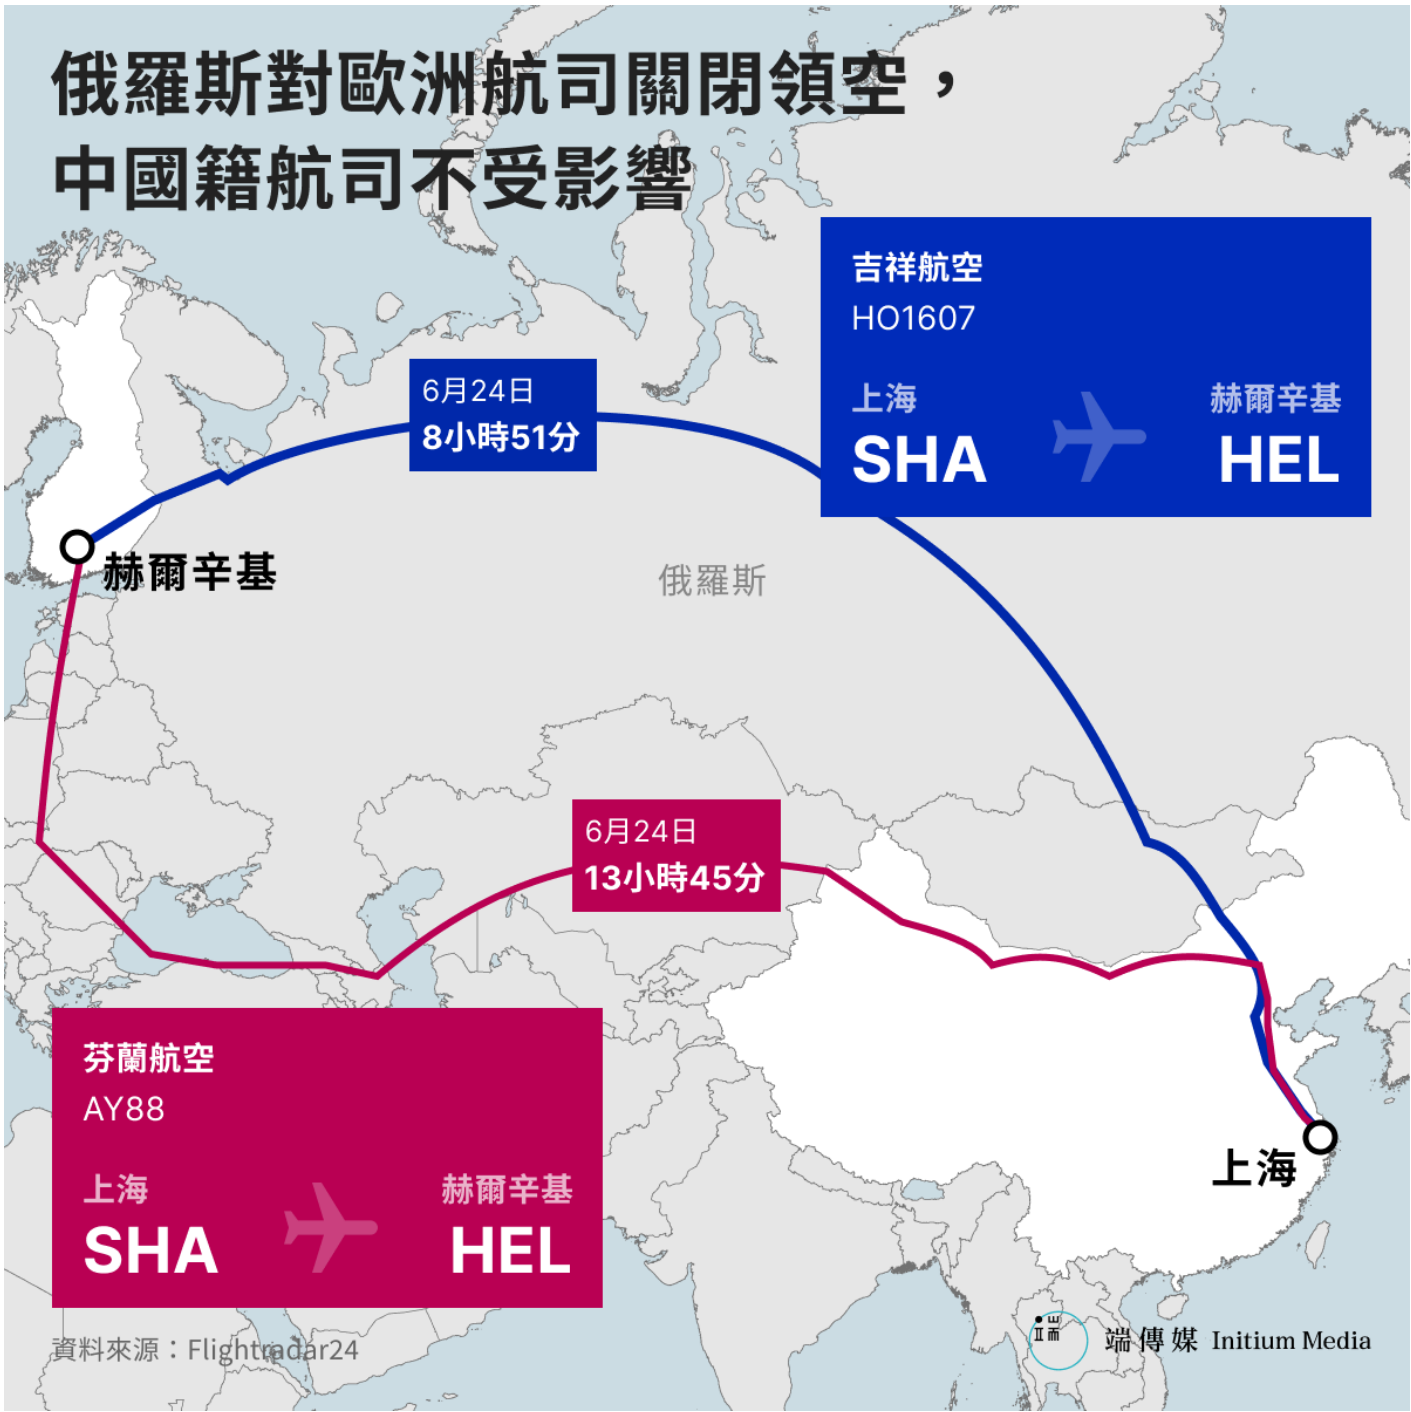 俄羅斯對歐洲航司關閉領空，
中國籍航司不受影響
吉祥航空
HO1607
上海
赫爾辛基
SHA
HEL
6月24日
8小時51分
赫爾辛基
俄羅斯
6月24日
13小時45分
芬蘭航空
AY88
上海
赫爾辛基
SHA
HEL
上海
資料來源：Flightradar24
端傳媒 Initium Media